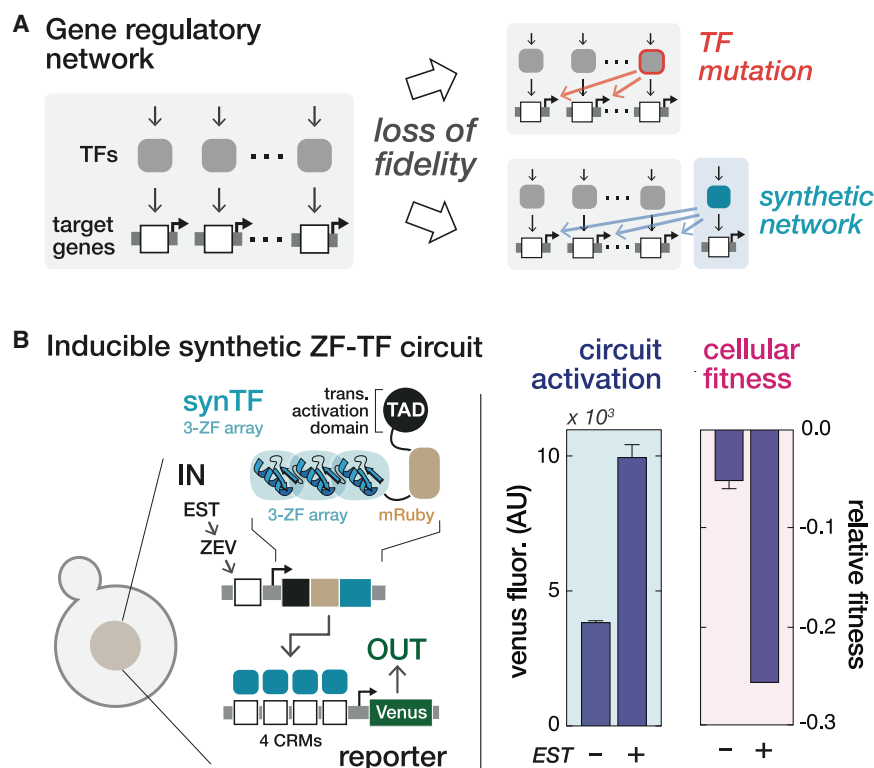 A
Gene regulatory
network
TFs
target
genes
loss of
fidelity
TF
mutation
synthetic
network
B
Inducible synthetic ZF-TF circuit
synTF
3-ZF array
trans.
activation
domain
TAD
IN
EST
ZEV
3-ZF array
mRuby
OUT
Venus
4 CRMs
reporter
circuit
activation
x 10³
10
5
0
venus fluor. (AU)
EST − +
cellular
fitness
0.0
-0.1
-0.2
-0.3
relative fitness
− +